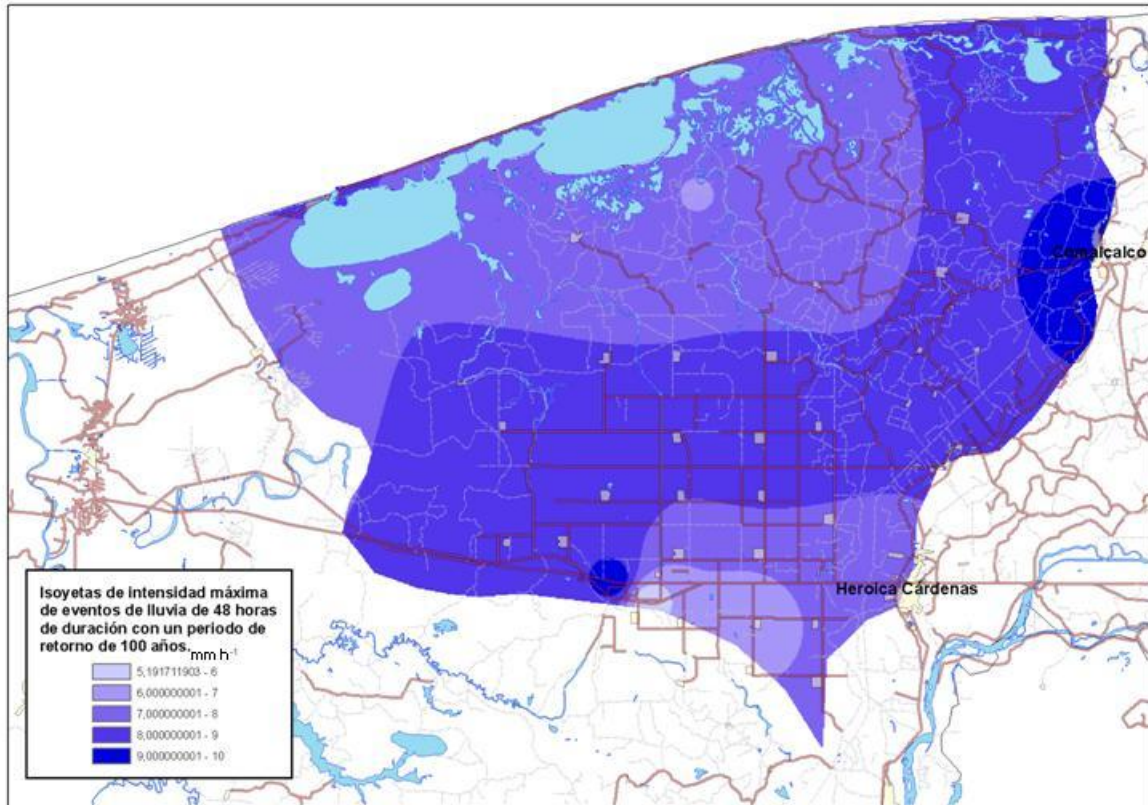 Comalcalco
Heroica Cárdenas
Isoyetas de intensidad máxima
de eventos de lluvia de 48 horas
de duración con un periodo de
retorno de 100 años.
mm h-1
5,191711903 - 6
6,000000001 - 7
7,000000001 - 8
8,000000001 - 9
9,000000001 - 10